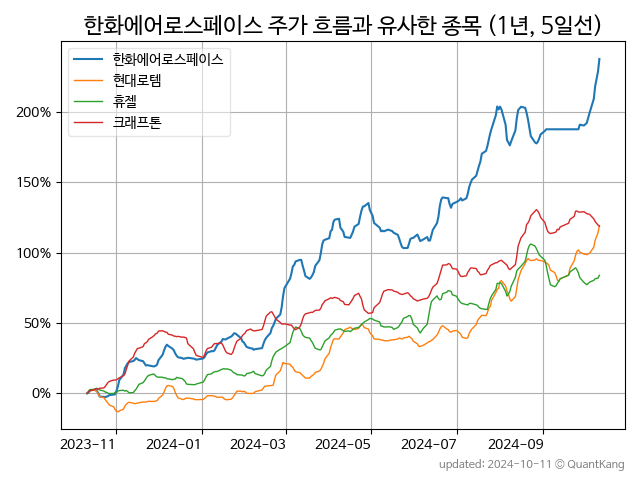 한화에어로스페이스 주가 흐름과 유사한 종목 (1년, 5일선)
한화에어로스페이스
현대로템
휴젤
크래프톤
200%
150%
100%
50%
0%
2023-11 2024-01 2024-03 2024-05 2024-07 2024-09
updated: 2024-10-11 © QuantKang